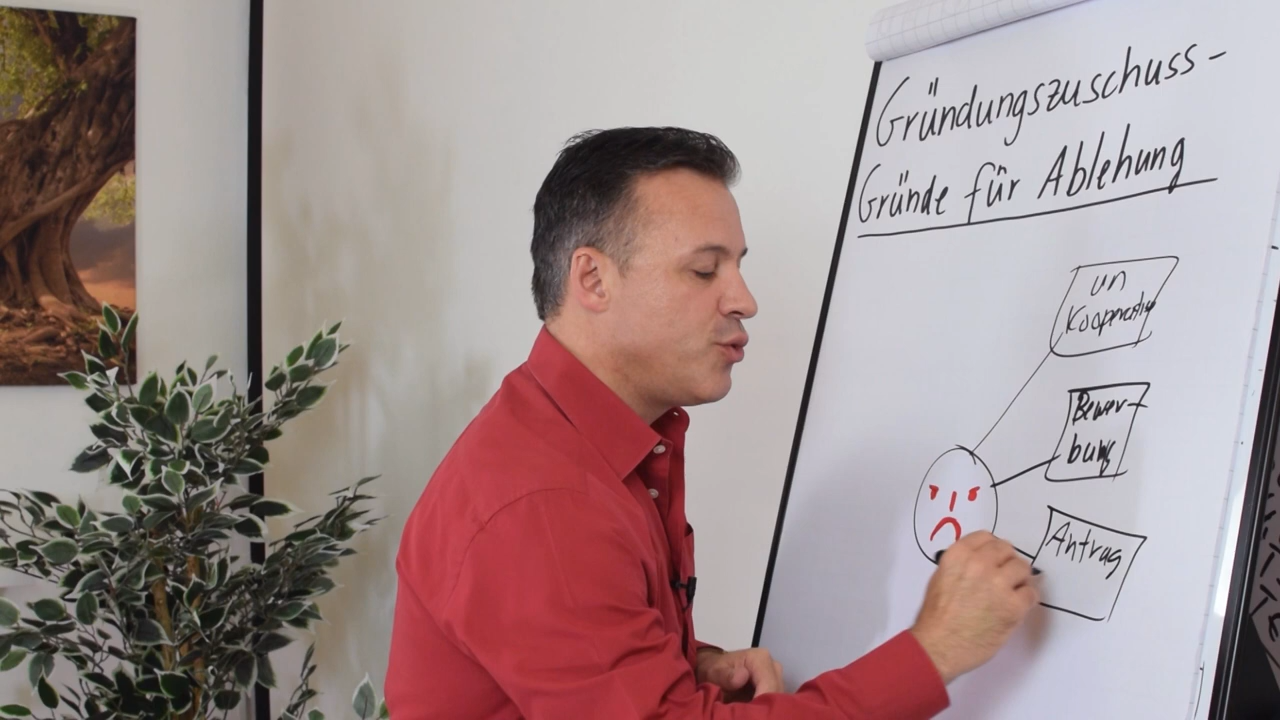 Gründungszuschuss-
Gründe für Ablehung
un
Kooperativ
Bewer-
bung
Antrag